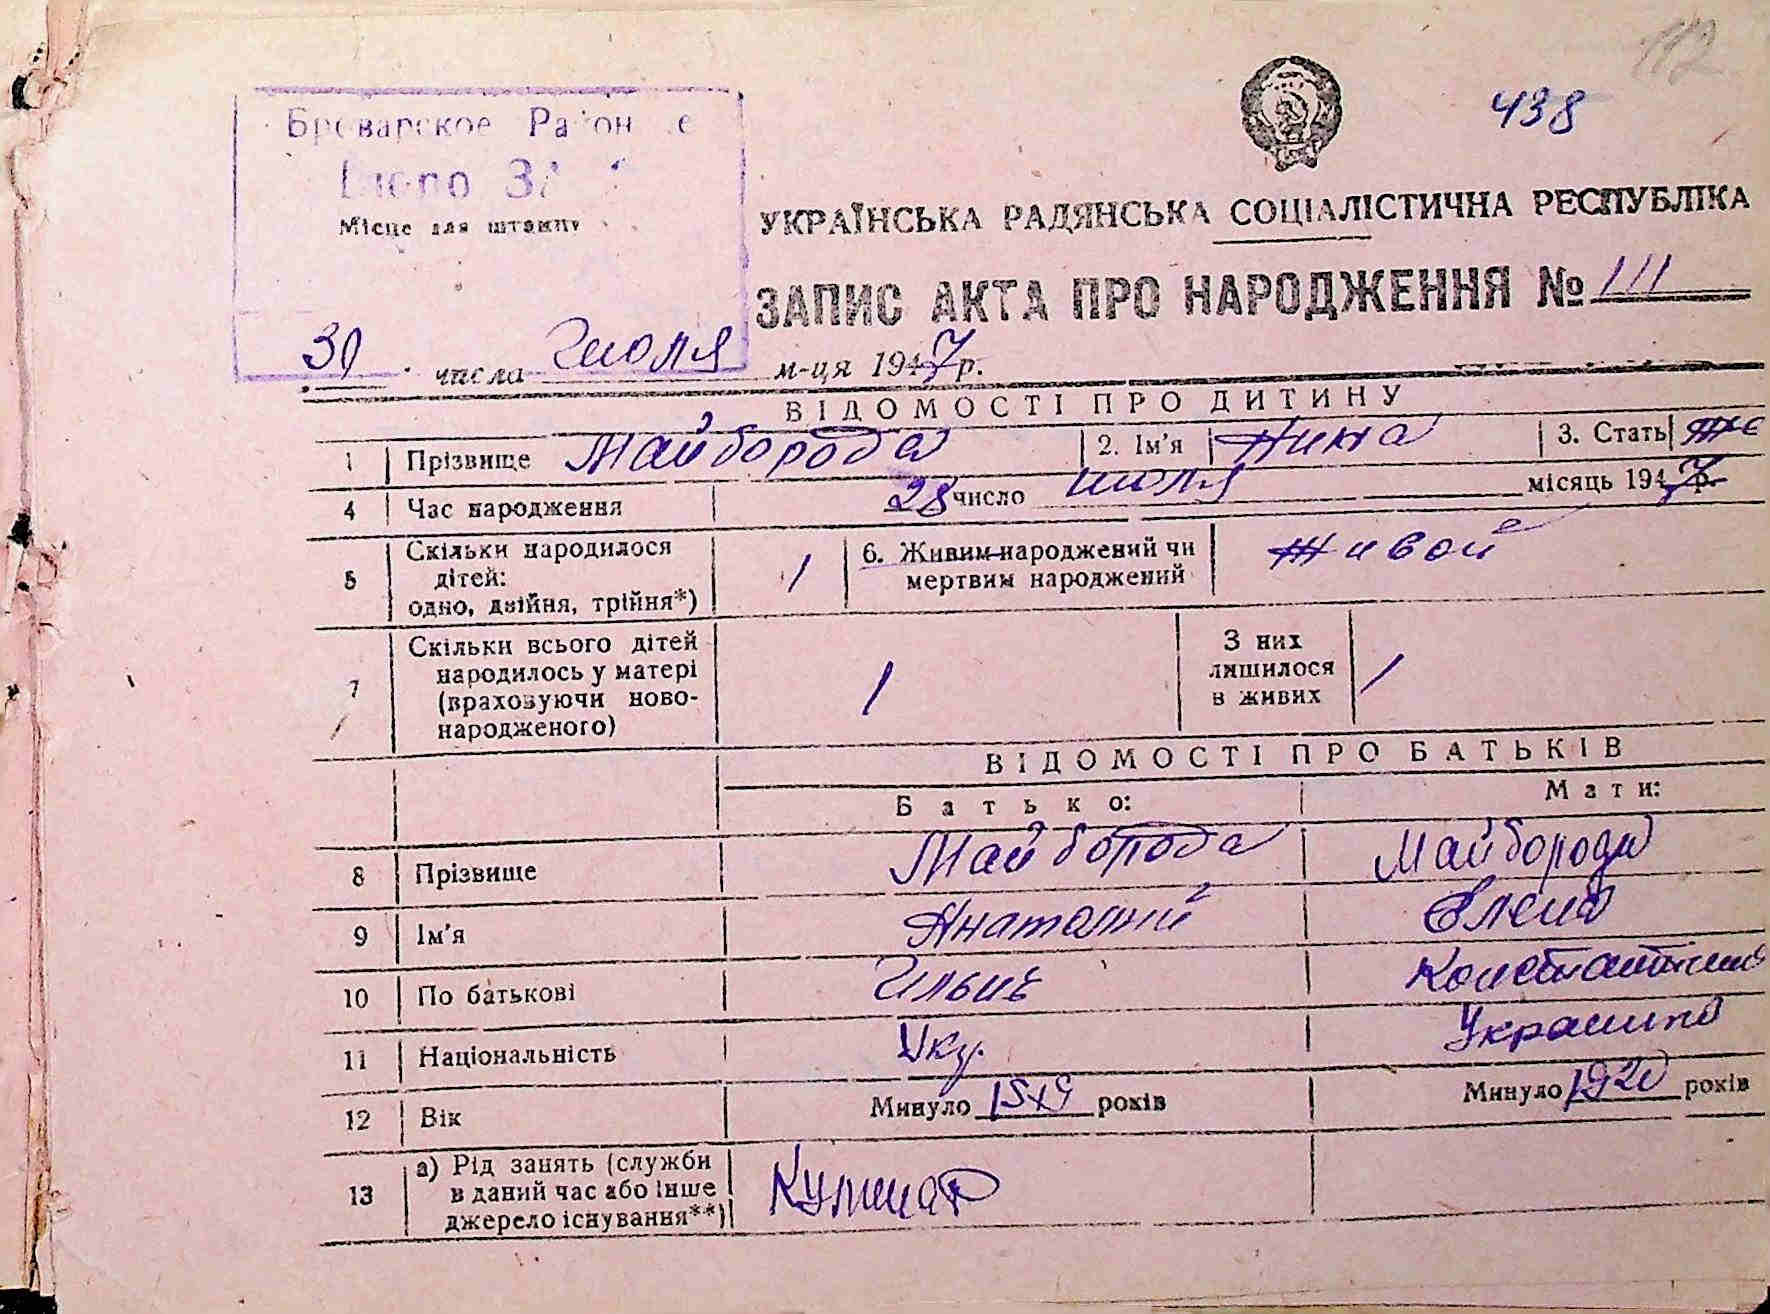 112
438
Броварское Район е
Бюро ЗА
Місце для штампу
УКРАЇНСЬКА РАДЯНСЬКА СОЦІАЛІСТИЧНА РЕСПУБЛІКА
ЗАПИС АКТА ПРО НАРОДЖЕННЯ № 111
30 числа Июля м-ця 1947 р.
ВІДОМОСТІ ПРО ДИТИНУ
1 Прізвище Майборода 2. Ім'я Нина 3. Стать же
4 Час народження 28 число июля місяць 1947 р.
5 Скільки народилося дітей: одно, двійня, трійня*) 1 6. Живим народжений чи мертвим народжений живой
7 Скільки всього дітей народилось у матері (враховуючи новонародженого) 1 З них лишилося в живих 1
ВІДОМОСТІ ПРО БАТЬКІВ
Батько: Мати:
8 Прізвище Майборода Майборода
9 Ім'я Анатолий Елена
10 По батькові Ильич
11 Національність Укр. Украинка
12 Вік Минуло 1919 років Минуло 1920 років
13 а) Рід занять (служби в даний час або інше джерело існування**)